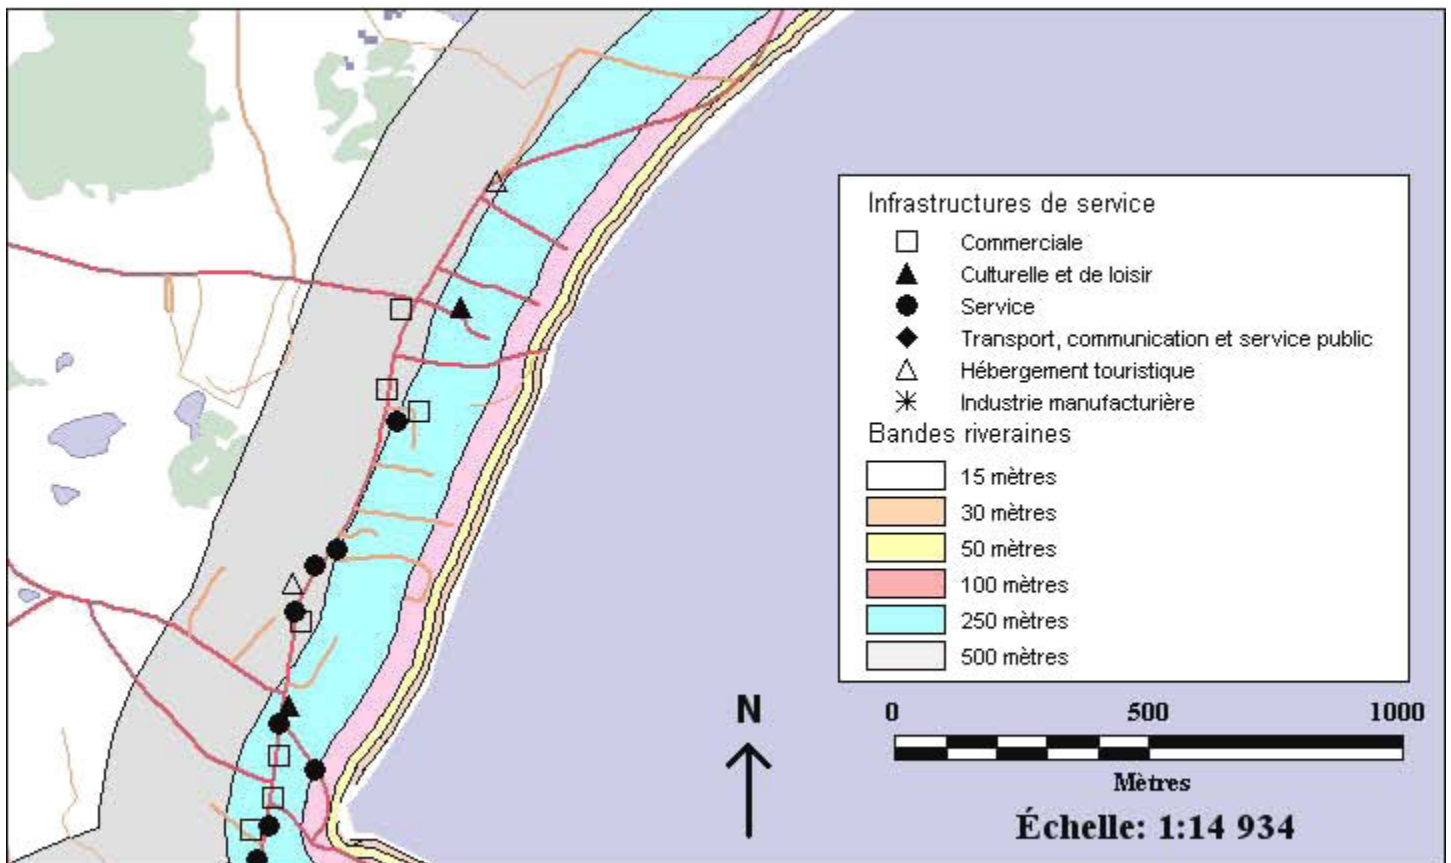 Infrastructures de service
Commerciale
Culturelle et de loisir
Service
Transport, communication et service public
Hébergement touristique
Industrie manufacturière
Bandes riveraines
15 mètres
30 mètres
50 mètres
100 mètres
250 mètres
500 mètres
N
0 500 1000
Mètres
Échelle: 1:14 934